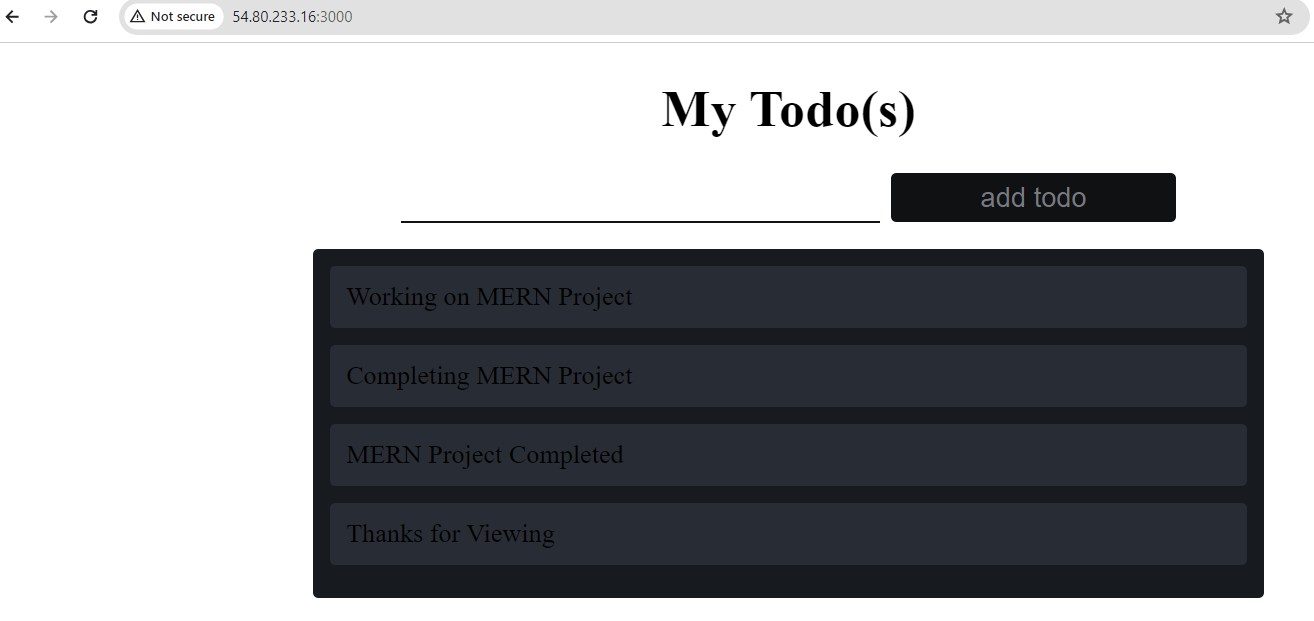 Not secure 54.80.233.16:3000
My Todo(s)
add todo
Working on MERN Project
Completing MERN Project
MERN Project Completed
Thanks for Viewing